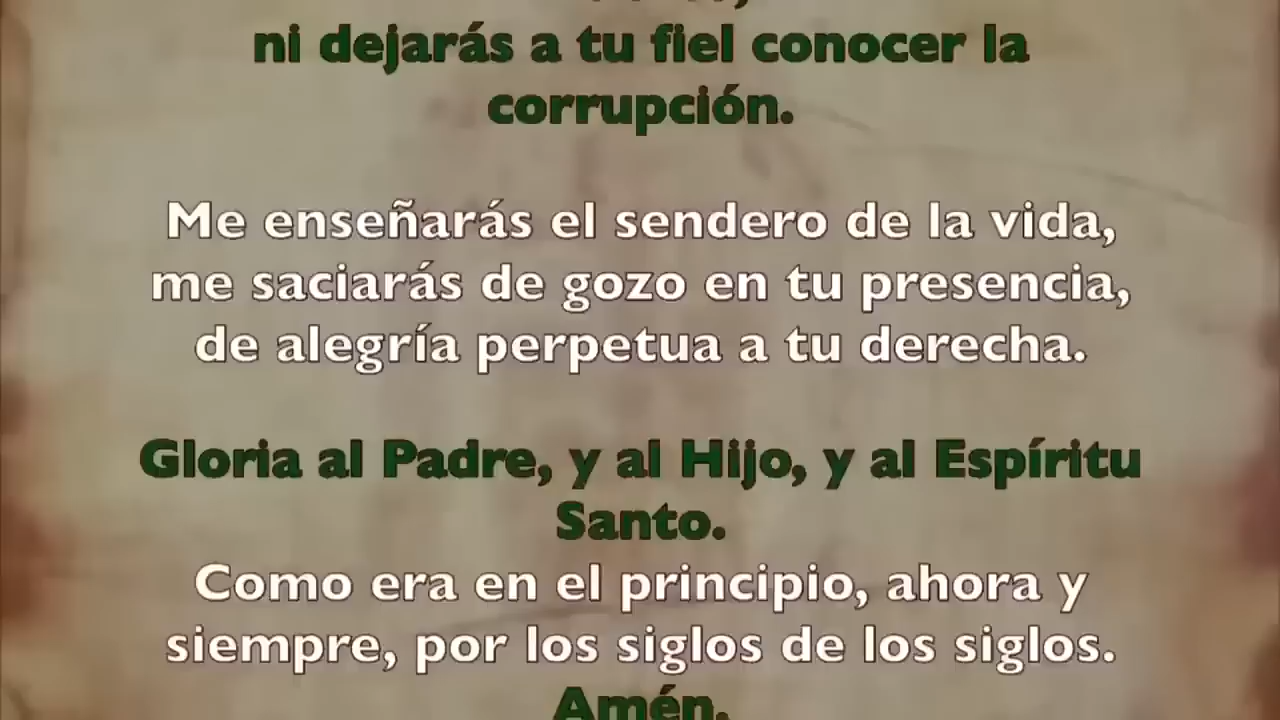 ni dejarás a tu fiel conocer la
corrupción.
Me enseñarás el sendero de la vida,
me saciarás de gozo en tu presencia,
de alegría perpetua a tu derecha.
Gloria al Padre, y al Hijo, y al Espíritu
Santo.
Como era en el principio, ahora y
siempre, por los siglos de los siglos.
Amén.